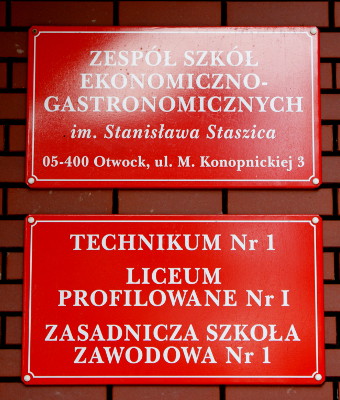 ZESPÓŁ SZKÓŁ
EKONOMICZNO-
GASTRONOMICZNYCH
im. Stanisława Staszica
05-400 Otwock, ul. M. Konopnickiej 3
TECHNIKUM Nr 1
LICEUM
PROFILOWANE Nr I
ZASADNICZA SZKOŁA
ZAWODOWA Nr 1